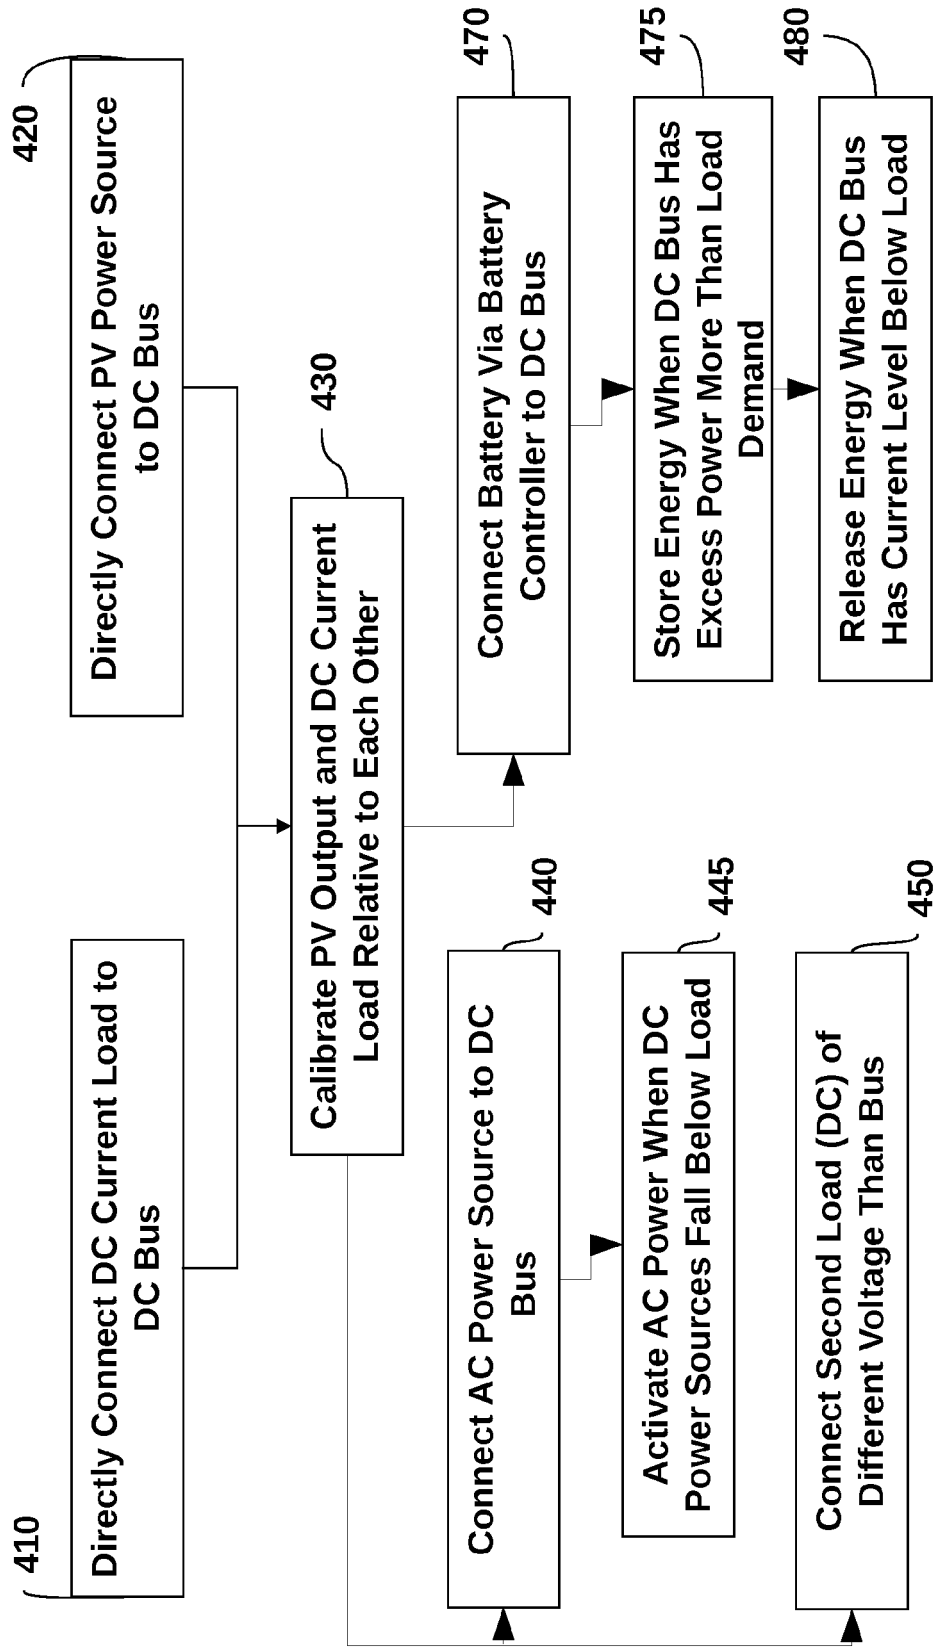 410
Directly Connect DC Current Load to
DC Bus
420
Directly Connect PV Power Source
to DC Bus
430
Calibrate PV Output and DC Current
Load Relative to Each Other
440
Connect AC Power Source to DC
Bus
445
Activate AC Power When DC
Power Sources Fall Below Load
450
Connect Second Load (DC) of
Different Voltage Than Bus
470
Connect Battery Via Battery
Controller to DC Bus
475
Store Energy When DC Bus Has
Excess Power More Than Load
Demand
480
Release Energy When DC Bus
Has Current Level Below Load